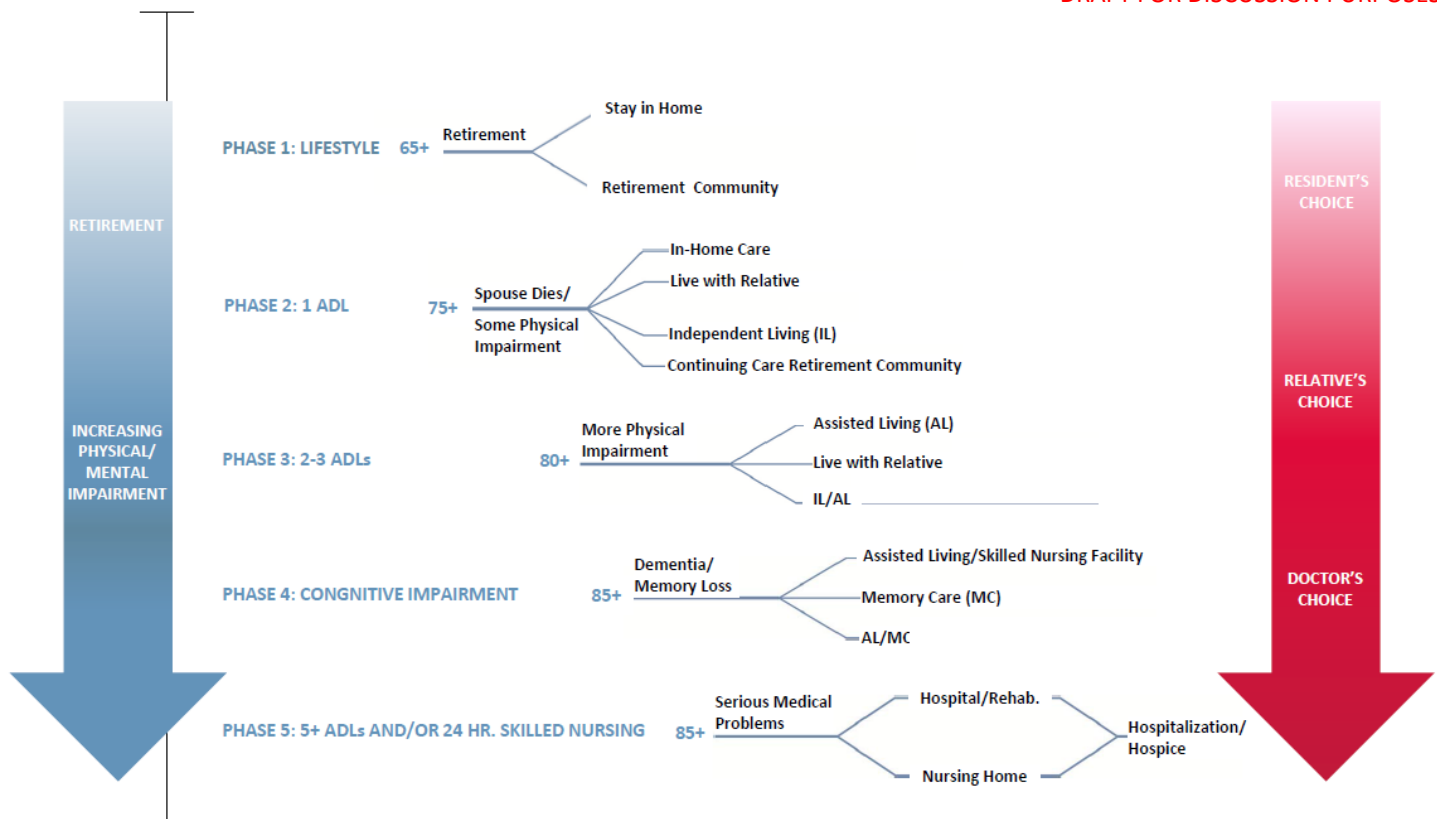 DRAFT FOR DISCUSSION PURPOSES
RETIREMENT
INCREASING
PHYSICAL/
MENTAL
IMPAIRMENT
PHASE 1: LIFESTYLE 65+ Retirement
Stay in Home
Retirement Community
PHASE 2: 1 ADL 75+ Spouse Dies/
Some Physical
Impairment
In-Home Care
Live with Relative
Independent Living (IL)
Continuing Care Retirement Community
PHASE 3: 2-3 ADLs 80+ More Physical
Impairment
Assisted Living (AL)
Live with Relative
IL/AL
PHASE 4: CONGNITIVE IMPAIRMENT 85+ Dementia/
Memory Loss
Assisted Living/Skilled Nursing Facility
Memory Care (MC)
AL/MC
PHASE 5: 5+ ADLs AND/OR 24 HR. SKILLED NURSING 85+ Serious Medical
Problems
Hospital/Rehab.
Nursing Home
Hospitalization/
Hospice
RESIDENT'S
CHOICE
RELATIVE'S
CHOICE
DOCTOR'S
CHOICE